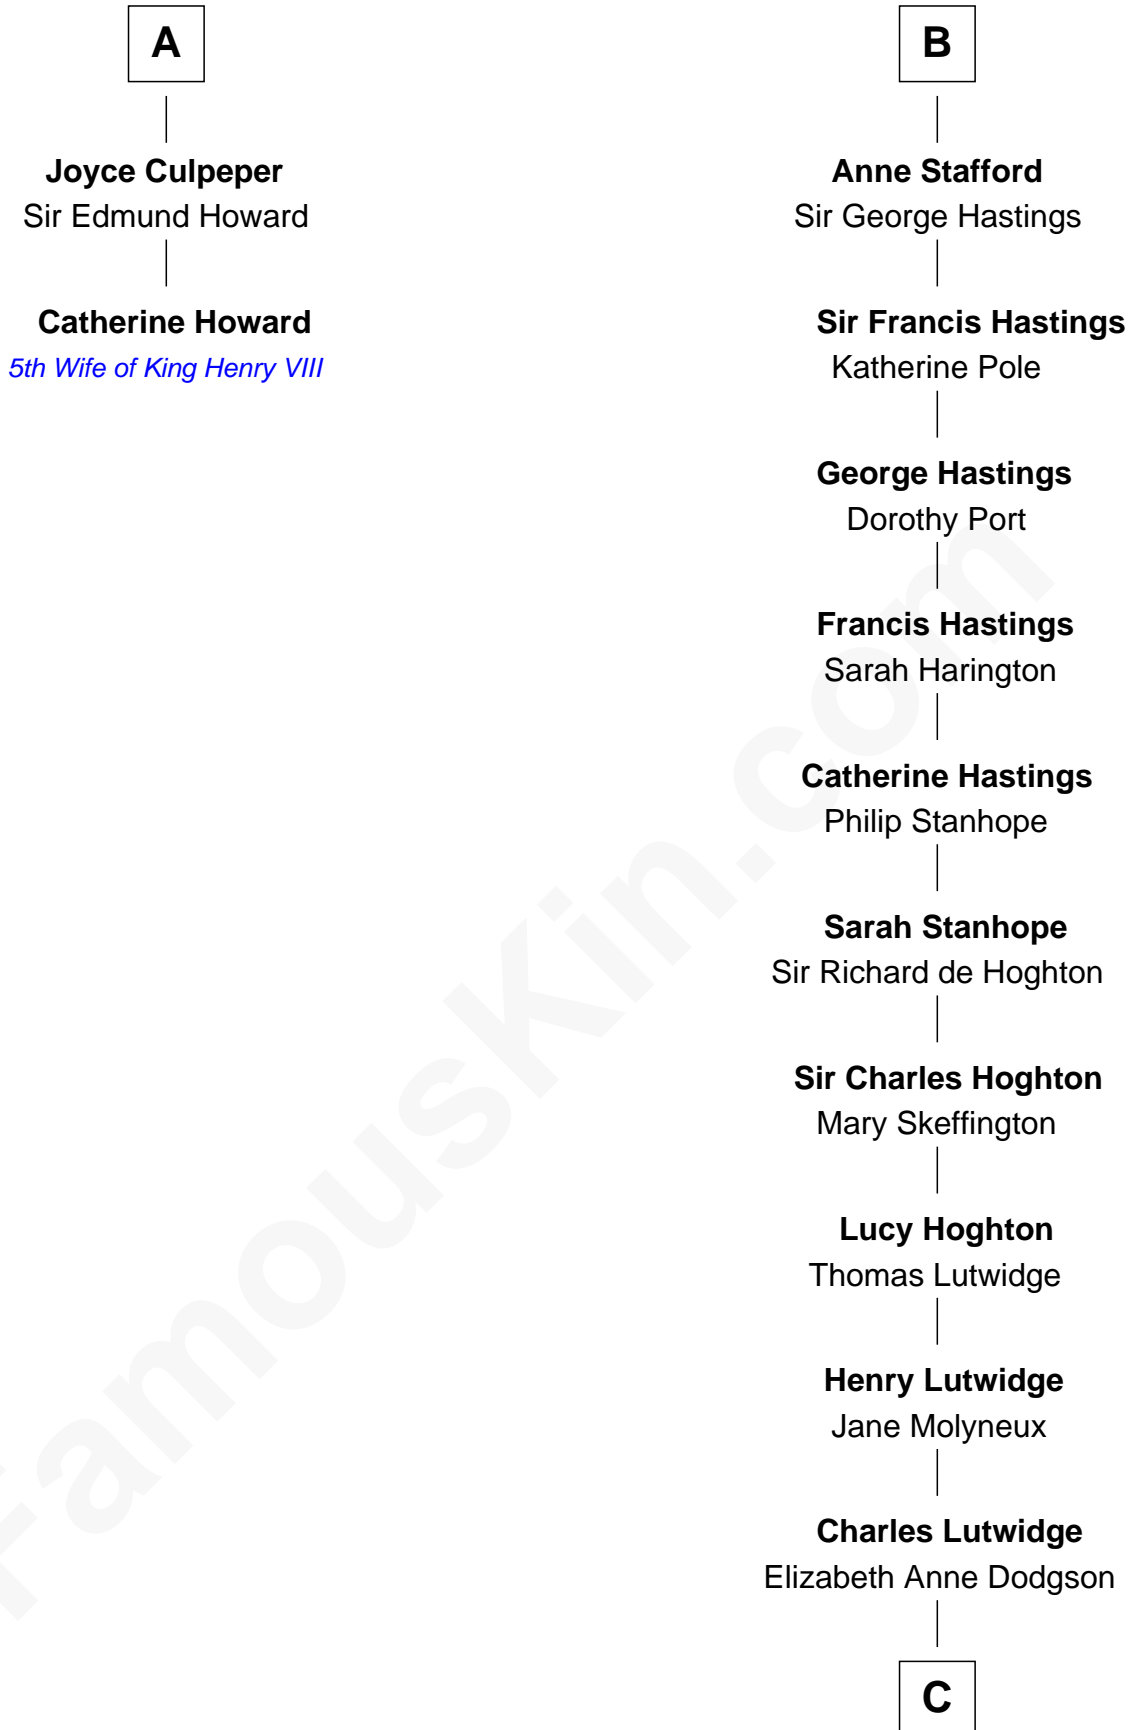 A
Joyce Culpeper
Sir Edmund Howard
Catherine Howard
5th Wife of King Henry VIII
B
Anne Stafford
Sir George Hastings
Sir Francis Hastings
Katherine Pole
George Hastings
Dorothy Port
Francis Hastings
Sarah Harington
Catherine Hastings
Philip Stanhope
Sarah Stanhope
Sir Richard de Hoghton
Sir Charles Hoghton
Mary Skeffington
Lucy Hoghton
Thomas Lutwidge
Henry Lutwidge
Jane Molyneux
Charles Lutwidge
Elizabeth Anne Dodgson
C
FamousKin.com